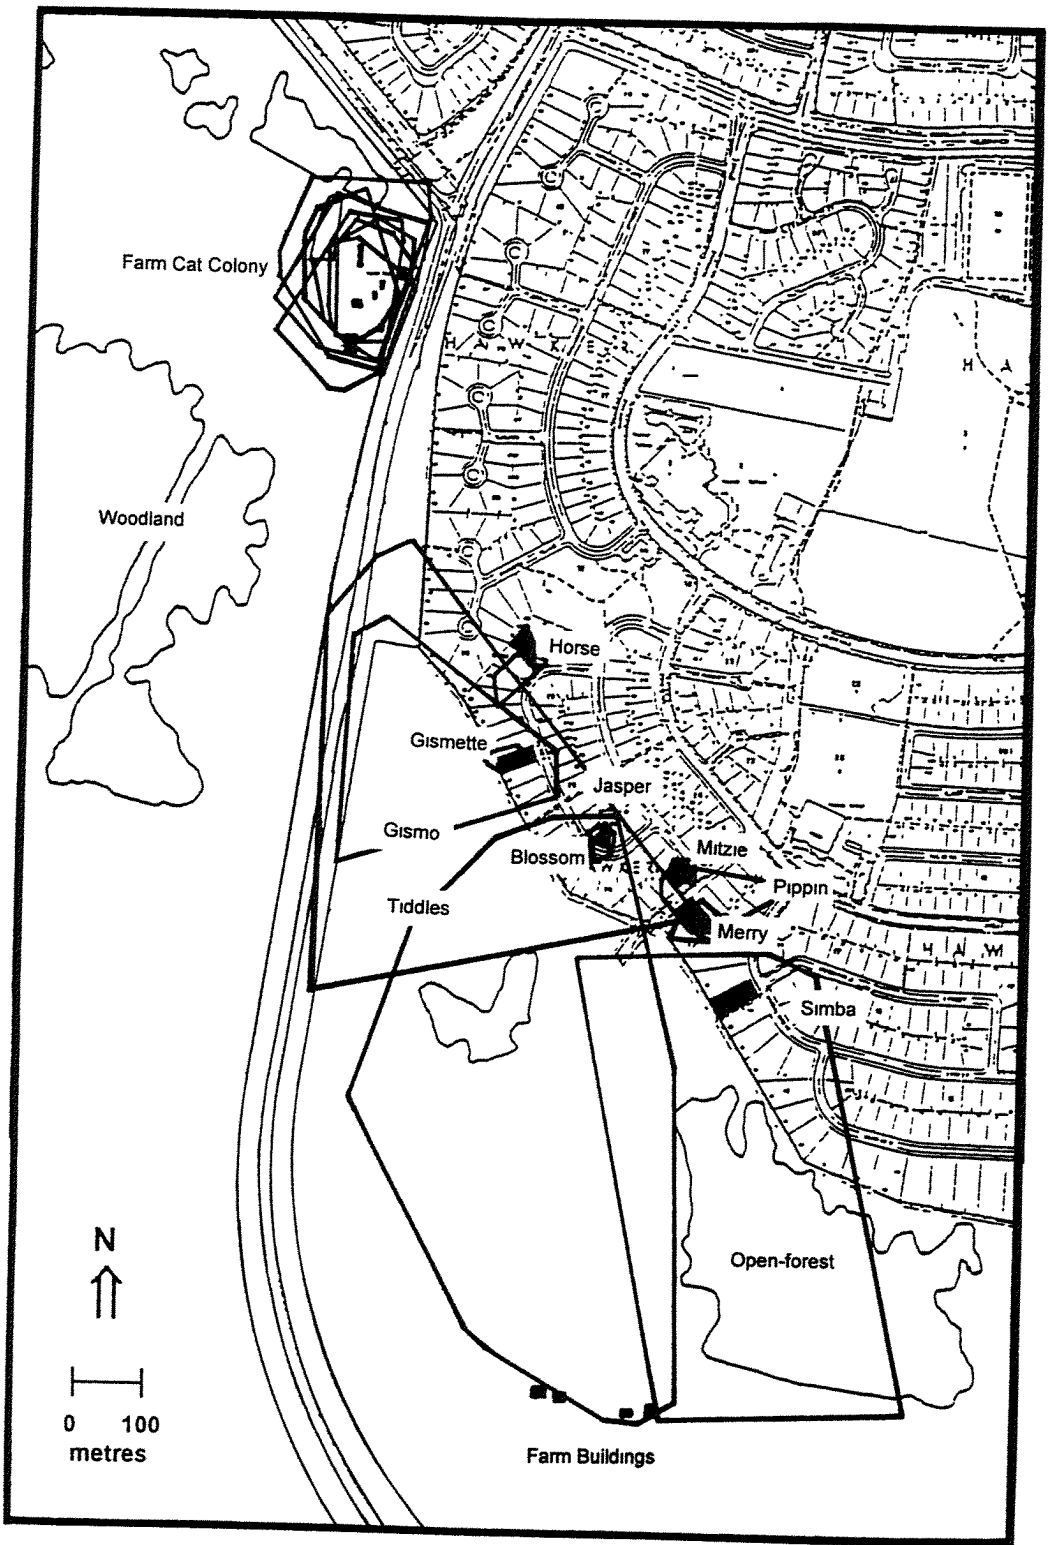 Farm Cat Colony
H A W K E R
H A
Woodland
Horse
Gismette
Jasper
Gismo
Blossom
Mitzie
Pippin
Tiddles
Merry
H A W
Simba
N
Open-forest
0 100
metres
Farm Buildings